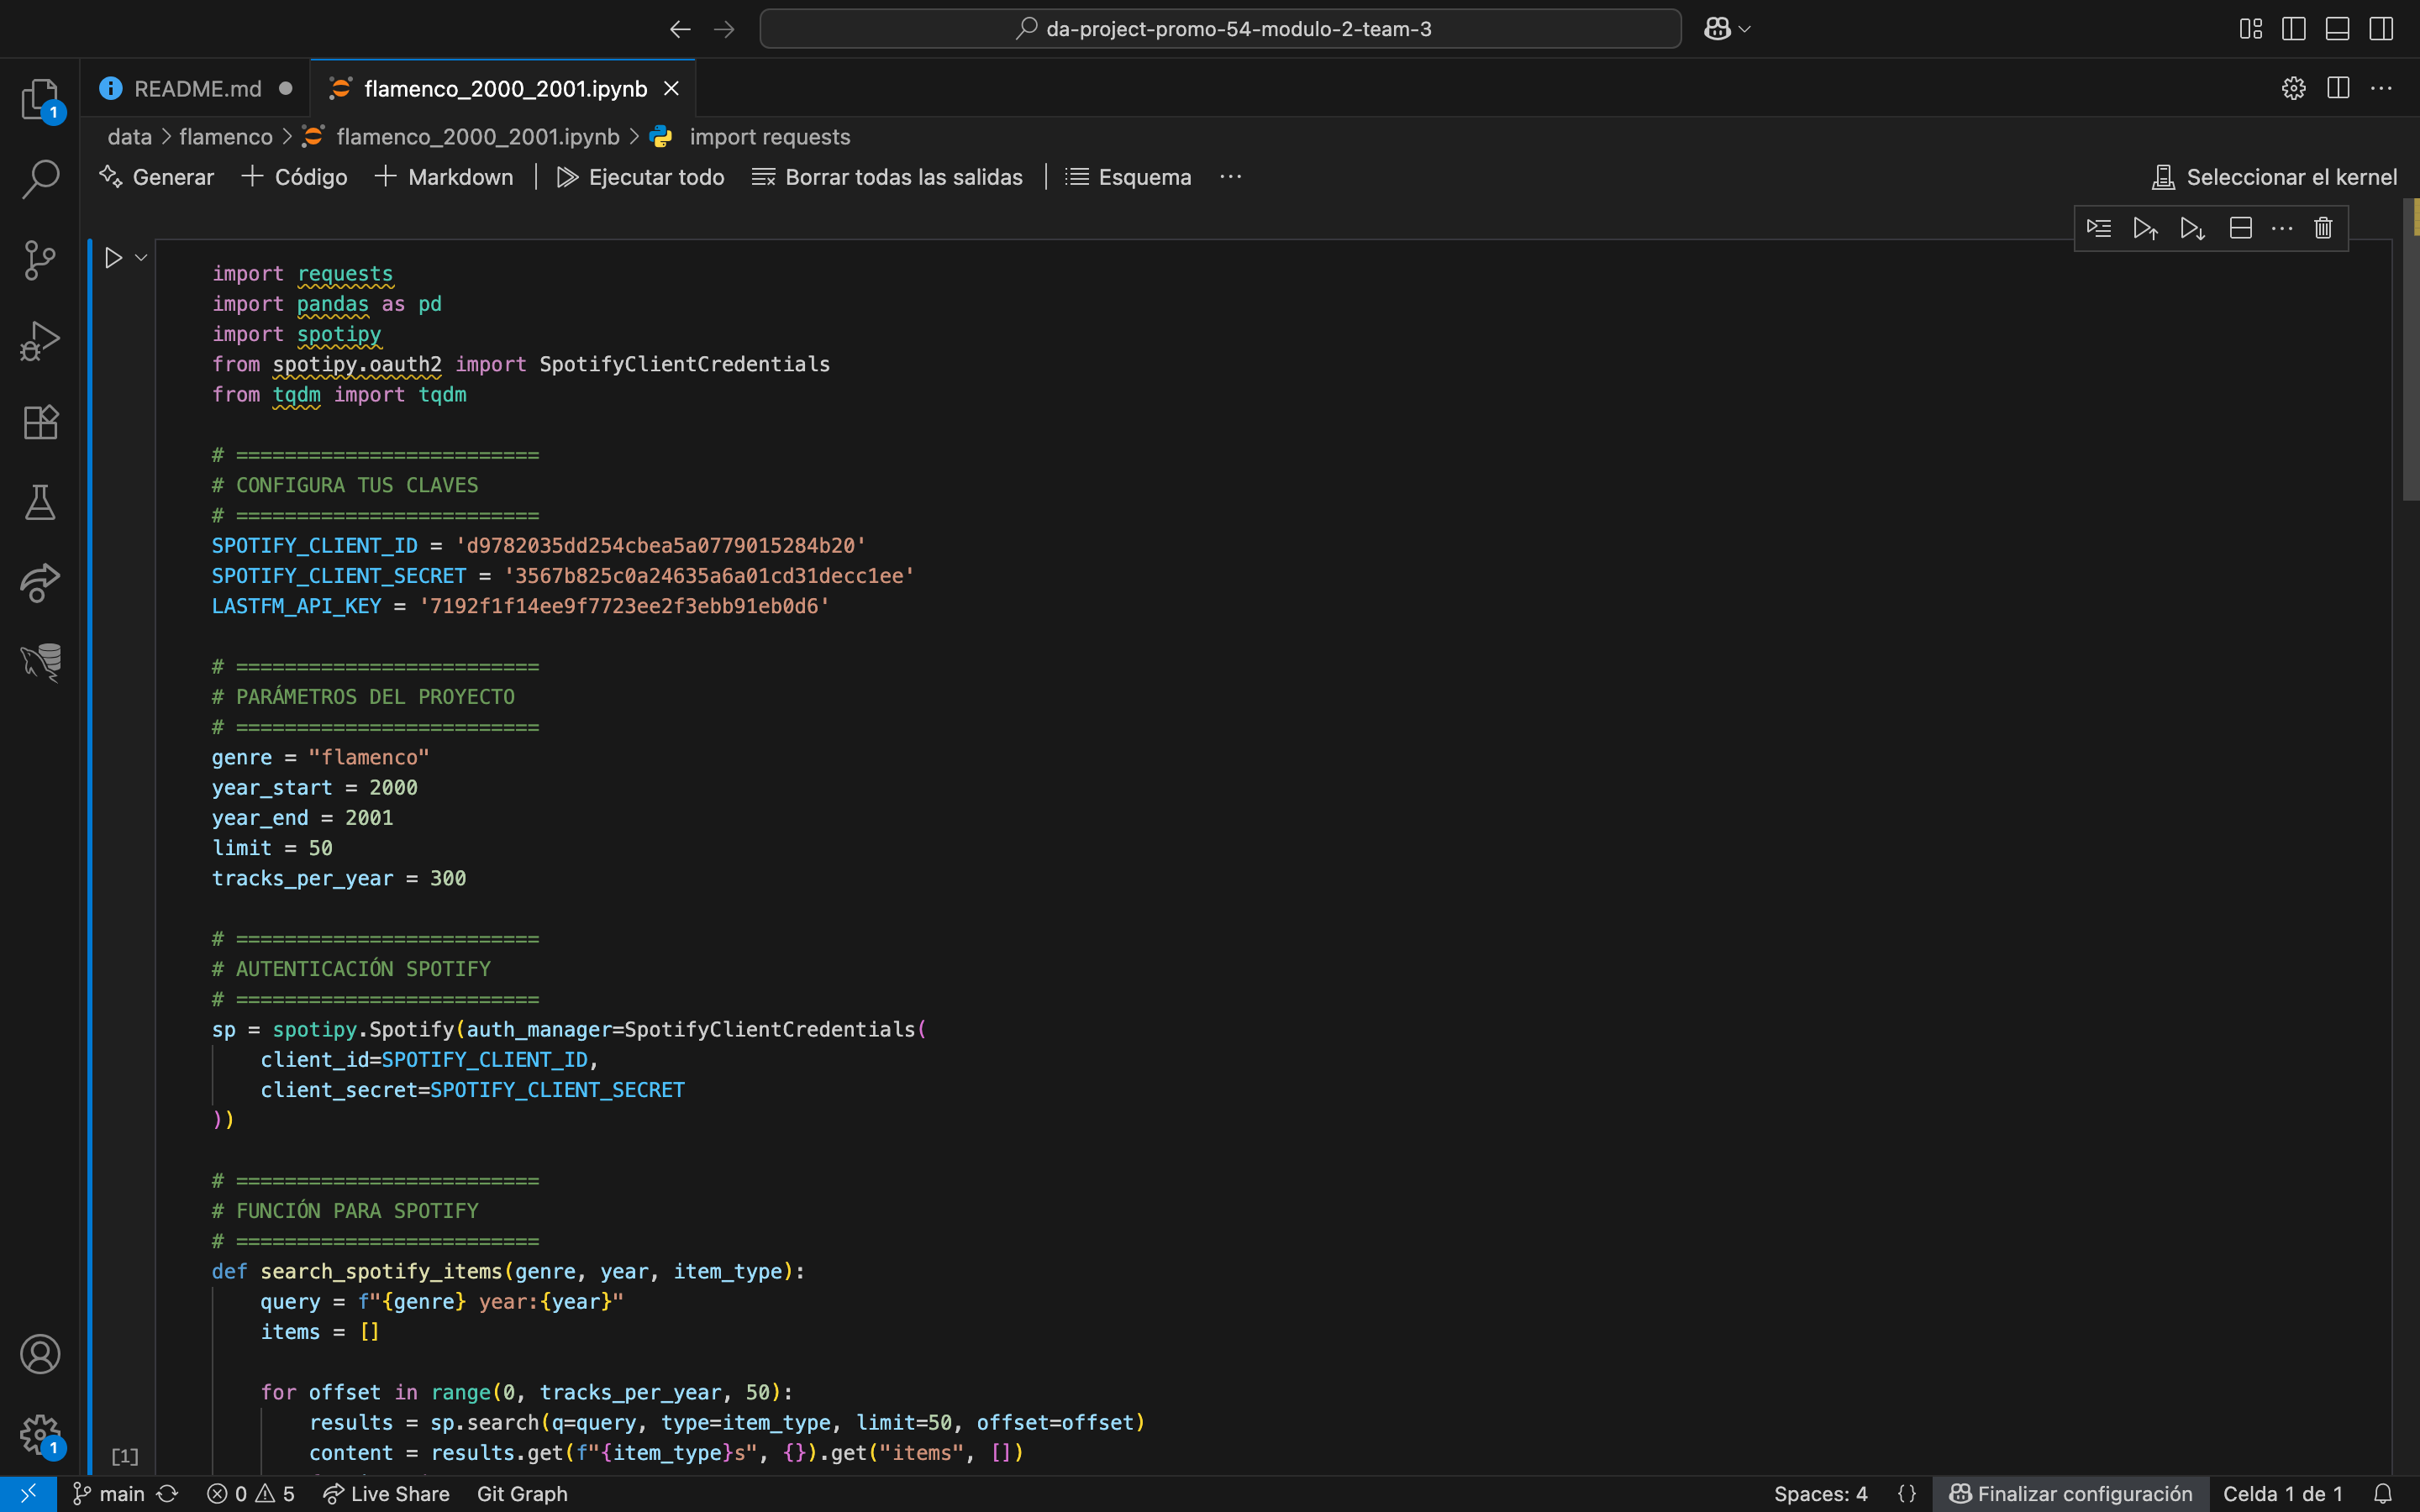 da-project-promo-54-modulo-2-team-3
README.md
flamenco_2000_2001.ipynb
data > flamenco > flamenco_2000_2001.ipynb > import requests
Generar
Código
Markdown
Ejecutar todo
Borrar todas las salidas
Esquema
...
Seleccionar el kernel
import requests
import pandas as pd
import spotipy
from spotipy.oauth2 import SpotifyClientCredentials
from tqdm import tqdm
# =========================
# CONFIGURA TUS CLAVES
# =========================
SPOTIFY_CLIENT_ID = 'd9782035dd254cbea5a0779015284b20'
SPOTIFY_CLIENT_SECRET = '3567b825c0a24635a6a01cd31decc1ee'
LASTFM_API_KEY = '7192f1f14ee9f7723ee2f3ebb91eb0d6'
# =========================
# PARÁMETROS DEL PROYECTO
# =========================
genre = "flamenco"
year_start = 2000
year_end = 2001
limit = 50
tracks_per_year = 300
# =========================
# AUTENTICACIÓN SPOTIFY
# =========================
sp = spotipy.Spotify(auth_manager=SpotifyClientCredentials(
    client_id=SPOTIFY_CLIENT_ID,
    client_secret=SPOTIFY_CLIENT_SECRET
))
# =========================
# FUNCIÓN PARA SPOTIFY
# =========================
def search_spotify_items(genre, year, item_type):
    query = f"{genre} year:{year}"
    items = []
    for offset in range(0, tracks_per_year, 50):
        results = sp.search(q=query, type=item_type, limit=50, offset=offset)
        content = results.get(f"{item_type}s", {}).get("items", [])
[1]
1
1
main
0
5
Live Share
Git Graph
Spaces: 4
{}
Finalizar configuración
Celda 1 de 1